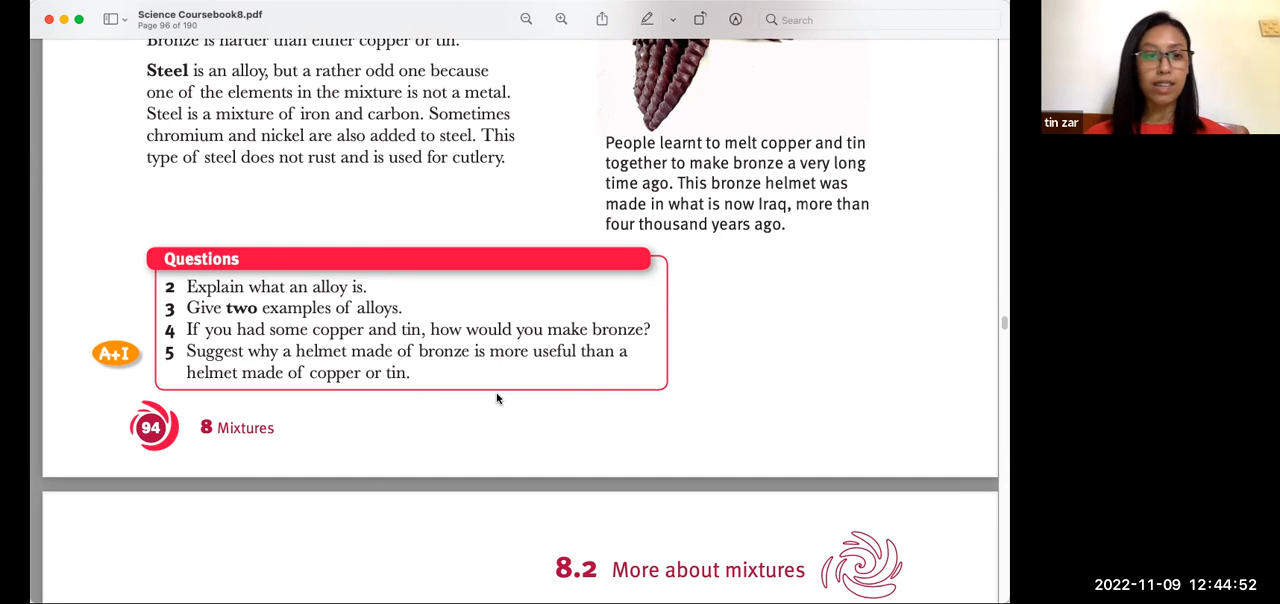 Science Coursebook8.pdf
Page 96 of 190
Search
tin zar
Bronze is harder than either copper or tin.
Steel is an alloy, but a rather odd one because
one of the elements in the mixture is not a metal.
Steel is a mixture of iron and carbon. Sometimes
chromium and nickel are also added to steel. This
type of steel does not rust and is used for cutlery.
People learnt to melt copper and tin
together to make bronze a very long
time ago. This bronze helmet was
made in what is now Iraq, more than
four thousand years ago.
Questions
2 Explain what an alloy is.
3 Give two examples of alloys.
4 If you had some copper and tin, how would you make bronze?
A+I
5 Suggest why a helmet made of bronze is more useful than a
helmet made of copper or tin.
94
8 Mixtures
8.2 More about mixtures
2022-11-09 12:44:52